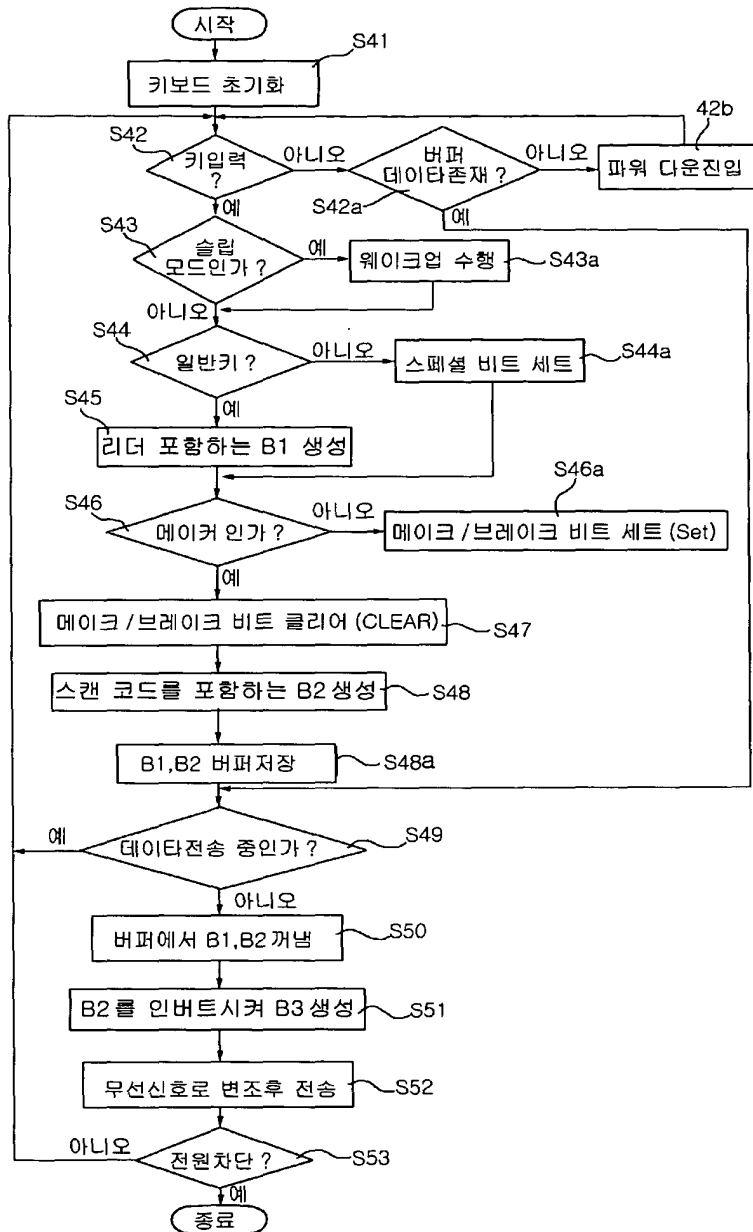 시작
S41
키보드 초기화
42b
S42
키입력
?
아니오
버퍼
데이타존재 ?
아니오
파워 다운진입
S42a
예
예
S43
슬립
모드인가 ?
예
웨이크업 수행
S43a
아니오
S44
일반키 ?
아니오
스페셜 비트 세트
S44a
S45
예
리더 포함하는 B1 생성
S46
S46a
메이커 인가 ?
아니오
메이크/브레이크 비트 세트(Set)
예
메이크/브레이크 비트 클리어(CLEAR)
S47
스캔 코드를 포함하는 B2 생성
S48
B1,B2 버퍼저장
S48a
예
데이타전송 중인가 ?
S49
아니오
버퍼에서 B1,B2 꺼냄
S50
B2를 인버트시켜 B3 생성
S51
무선신호로 변조후 전송
S52
아니오
전원차단 ?
S53
예
종료